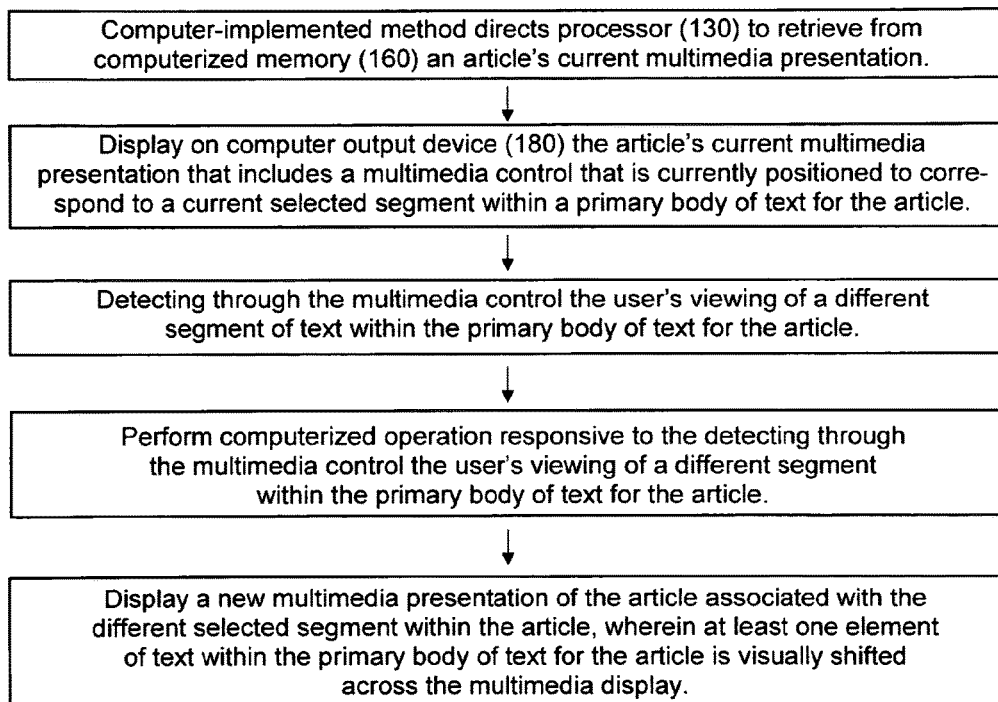 Computer-implemented method directs processor (130) to retrieve from
computerized memory (160) an article's current multimedia presentation.
Display on computer output device (180) the article's current multimedia
presentation that includes a multimedia control that is currently positioned to corre-
spond to a current selected segment within a primary body of text for the article.
Detecting through the multimedia control the user's viewing of a different
segment of text within the primary body of text for the article.
Perform computerized operation responsive to the detecting through
the multimedia control the user's viewing of a different segment
within the primary body of text for the article.
Display a new multimedia presentation of the article associated with the
different selected segment within the article, wherein at least one element
of text within the primary body of text for the article is visually shifted
across the multimedia display.